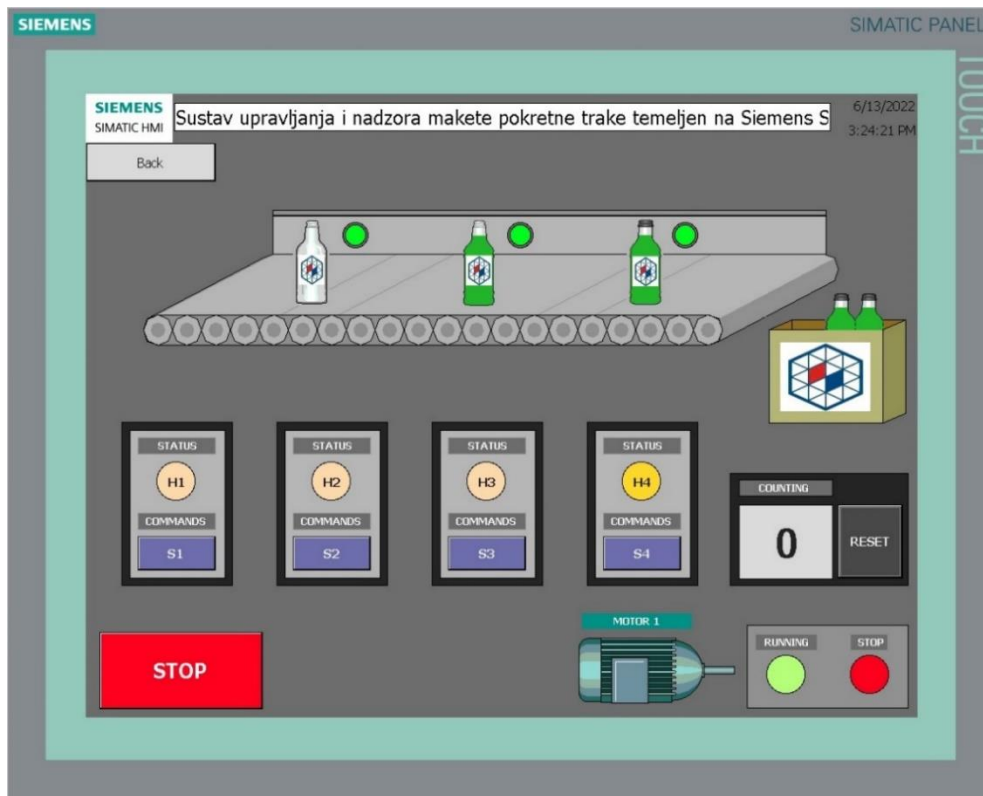 SIEMENS
SIMATIC PANEL
TOUCH
SIEMENS
SIMATIC HMI
Sustav upravljanja i nadzora makete pokretne trake temeljen na Siemens S
6/13/2022
3:24:21 PM
Back
STATUS
H1
COMMANDS
S1
STATUS
H2
COMMANDS
S2
STATUS
H3
COMMANDS
S3
STATUS
H4
COMMANDS
S4
COUNTING
0
RESET
STOP
MOTOR 1
RUNNING
STOP